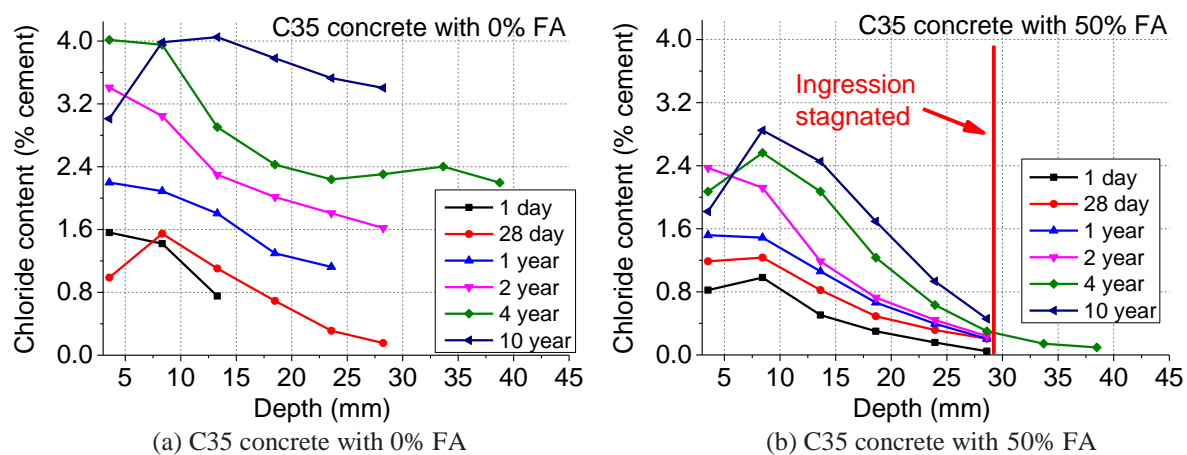 C35 concrete with 0% FA
Chloride content (% cement)
4.0
3.2
2.4
1.6
0.8
0.0
1 day
28 day
1 year
2 year
4 year
10 year
5 10 15 20 25 30 35 40 45
Depth (mm)
(a) C35 concrete with 0% FA
C35 concrete with 50% FA
Chloride content (% cement)
4.0
3.2
2.4
1.6
0.8
0.0
Ingression
stagnated
1 day
28 day
1 year
2 year
4 year
10 year
5 10 15 20 25 30 35 40 45
Depth (mm)
(b) C35 concrete with 50% FA